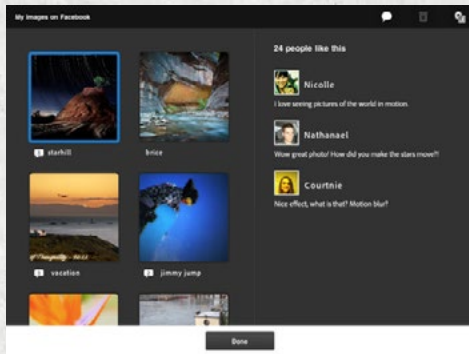 My Images on Facebook
24 people like this
Nicolle
I love seeing pictures of the world in motion.
Nathanael
Wow great photo! How did you make the stars move?!
Courtnie
Nice effect, what is that? Motion blur?
starhill
brice
vacation
jimmy jump
Done